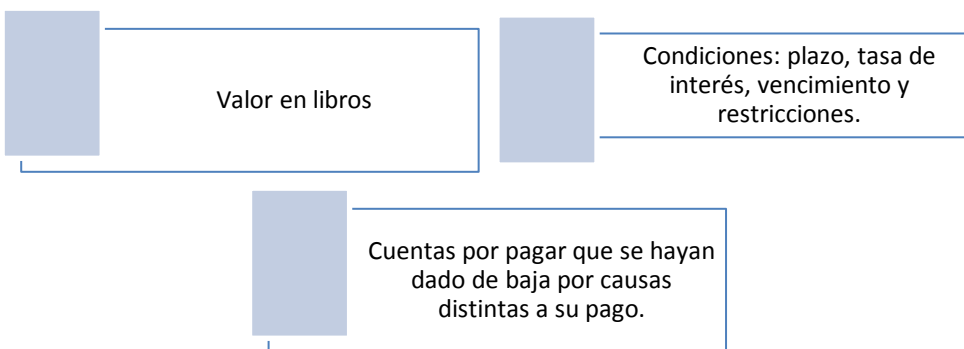 Valor en libros
Condiciones: plazo, tasa de
interés, vencimiento y
restricciones.
Cuentas por pagar que se hayan
dado de baja por causas
distintas a su pago.